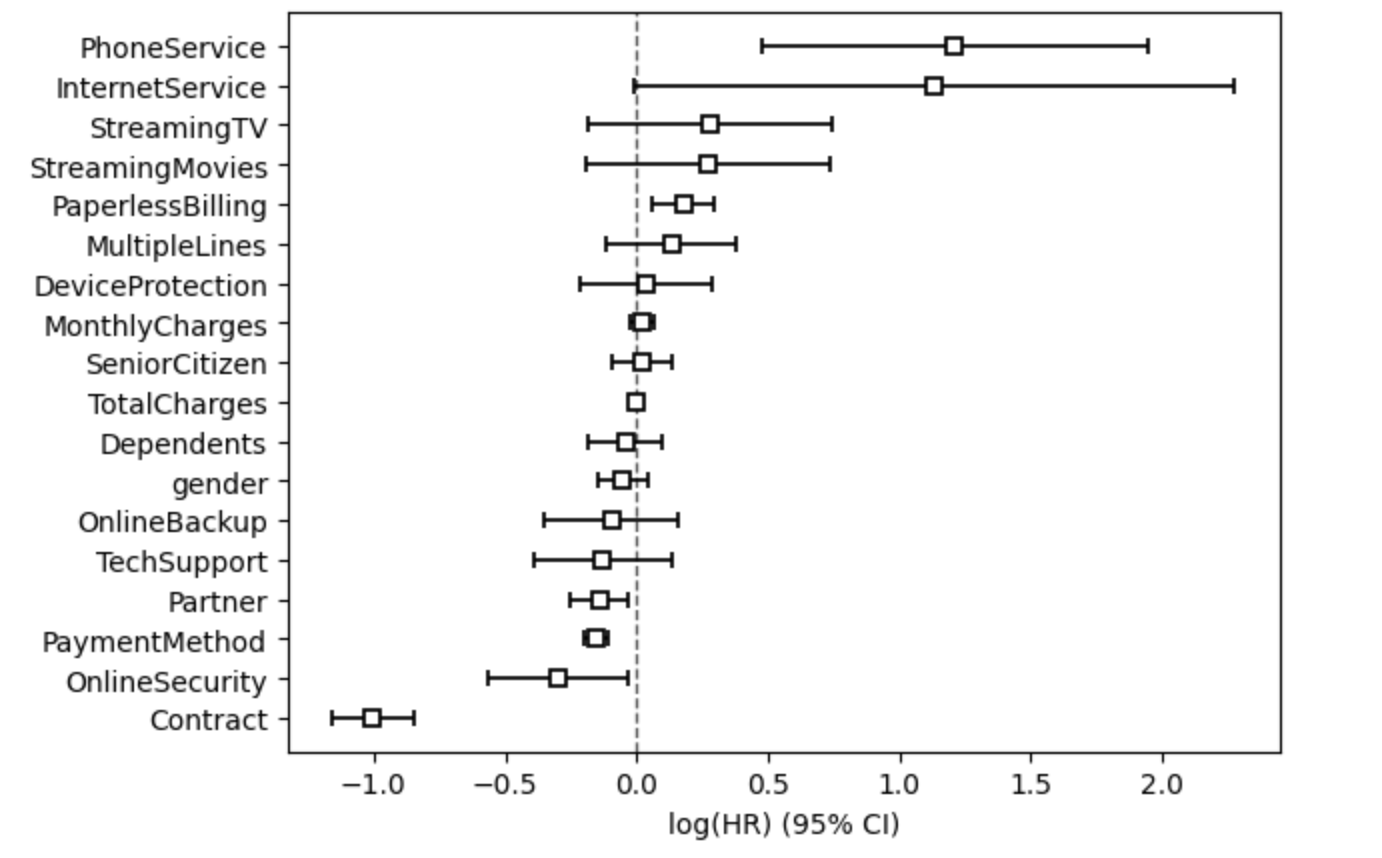 PhoneService
InternetService
StreamingTV
StreamingMovies
PaperlessBilling
MultipleLines
DeviceProtection
MonthlyCharges
SeniorCitizen
TotalCharges
Dependents
gender
OnlineBackup
TechSupport
Partner
PaymentMethod
OnlineSecurity
Contract
−1.0 −0.5 0.0 0.5 1.0 1.5 2.0
log(HR) (95% CI)